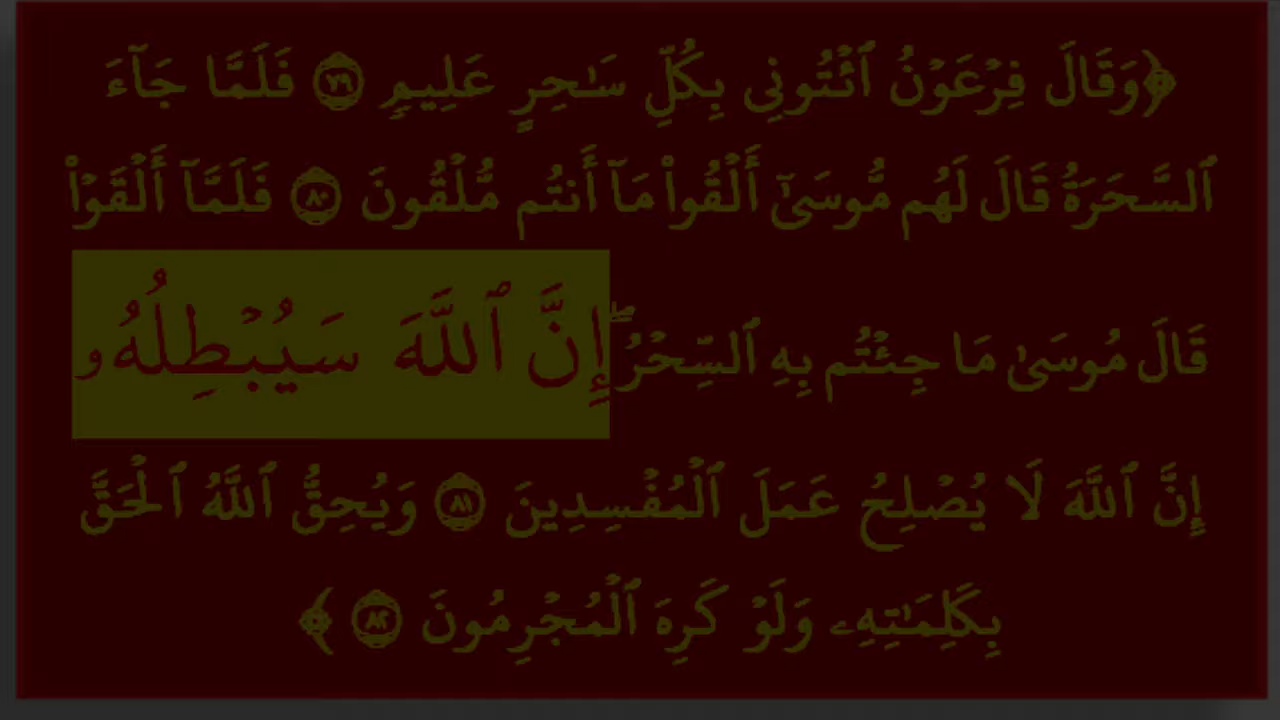 ﴿وَقَالَ فِرۡعَوۡنُ ٱئۡتُونِي بِكُلِّ سَٰحِرٍ عَلِيمٖ ٧٩ فَلَمَّا جَآءَ
ٱلسَّحَرَةُ قَالَ لَهُم مُّوسَىٰٓ أَلۡقُواْ مَآ أَنتُم مُّلۡقُونَ ٨٠ فَلَمَّآ أَلۡقَوۡاْ
قَالَ مُوسَىٰ مَا جِئۡتُم بِهِ ٱلسِّحۡرُۖ إِنَّ ٱللَّهَ سَيُبۡطِلُهُۥٓ
إِنَّ ٱللَّهَ لَا يُصۡلِحُ عَمَلَ ٱلۡمُفۡسِدِينَ ٨١ وَيُحِقُّ ٱللَّهُ ٱلۡحَقَّ
بِكَلِمَٰتِهِۦ وَلَوۡ كَرِهَ ٱلۡمُجۡرِمُونَ ٨٢ ﴾